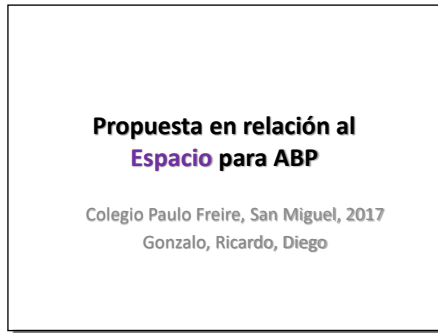 Propuesta en relación al
Espacio para ABP
Colegio Paulo Freire, San Miguel, 2017
Gonzalo, Ricardo, Diego